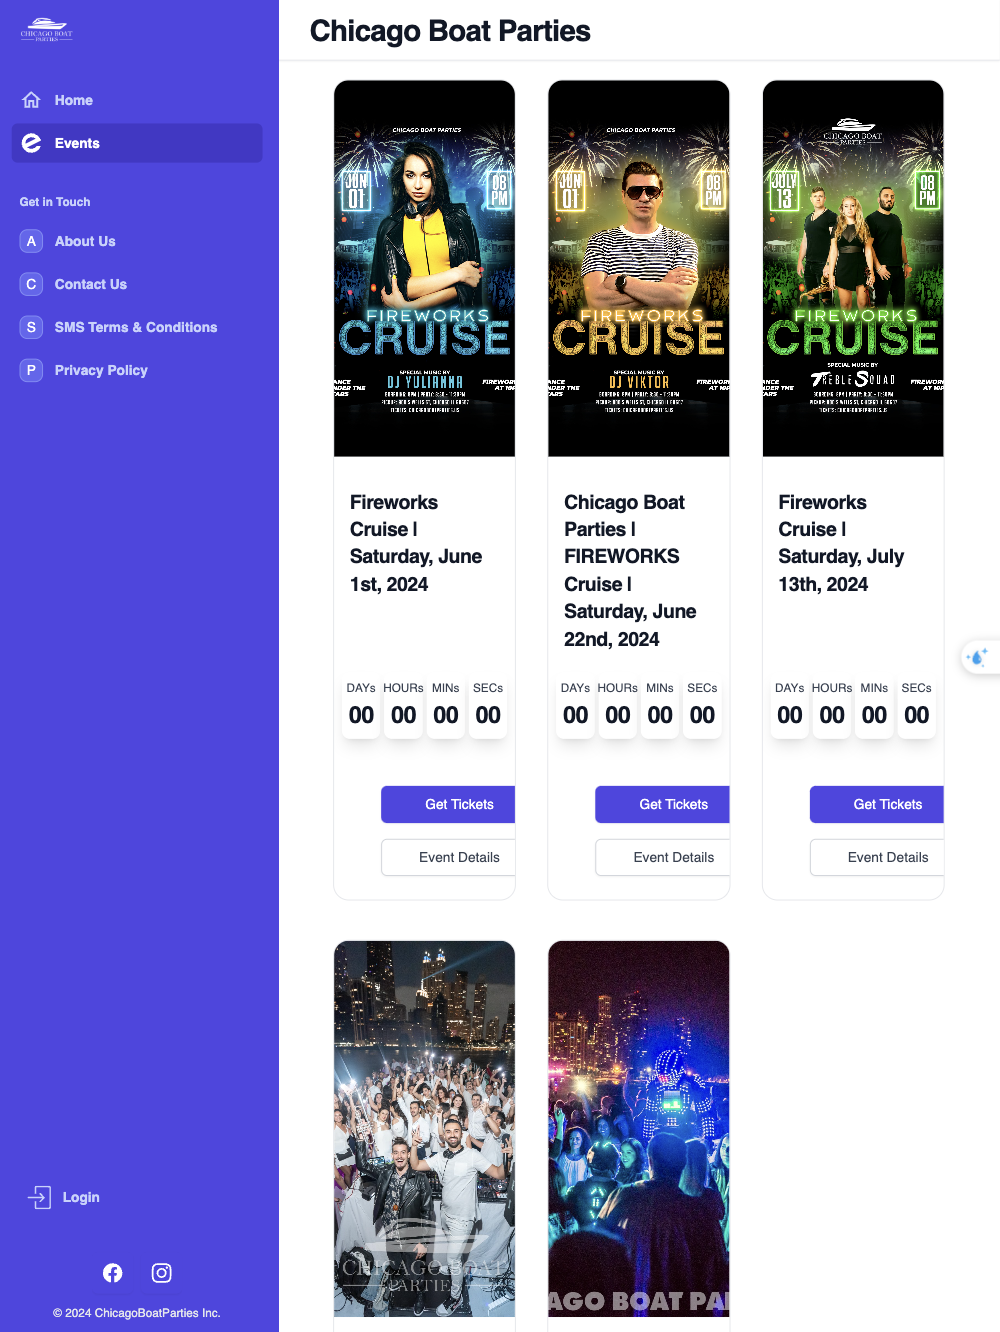 CHICAGO BOAT
PARTIES
Home
Events
Get in Touch
A About Us
C Contact Us
S SMS Terms & Conditions
P Privacy Policy
Login
© 2024 ChicagoBoatParties Inc.
Chicago Boat Parties
CHICAGO BOAT PARTIES
JUN
01
08
PM
FIREWORKS
CRUISE
SPECIAL MUSIC BY
DJ YULIANNA
Fireworks
Cruise |
Saturday, June
1st, 2024
DAYs HOURs MINs SECs
00 00 00 00
Get Tickets
Event Details
CHICAGO BOAT PARTIES
JUN
01
08
PM
FIREWORKS
CRUISE
SPECIAL MUSIC BY
DJ VIKTOR
Chicago Boat
Parties |
FIREWORKS
Cruise |
Saturday, June
22nd, 2024
DAYs HOURs MINs SECs
00 00 00 00
Get Tickets
Event Details
CHICAGO BOAT
PARTIES
JULY
13
08
PM
FIREWORKS
CRUISE
SPECIAL MUSIC BY
TREBLE SQUAD
Fireworks
Cruise |
Saturday, July
13th, 2024
DAYs HOURs MINs SECs
00 00 00 00
Get Tickets
Event Details
CHICAGO BOAT
PARTIES
AGO BOAT PAR